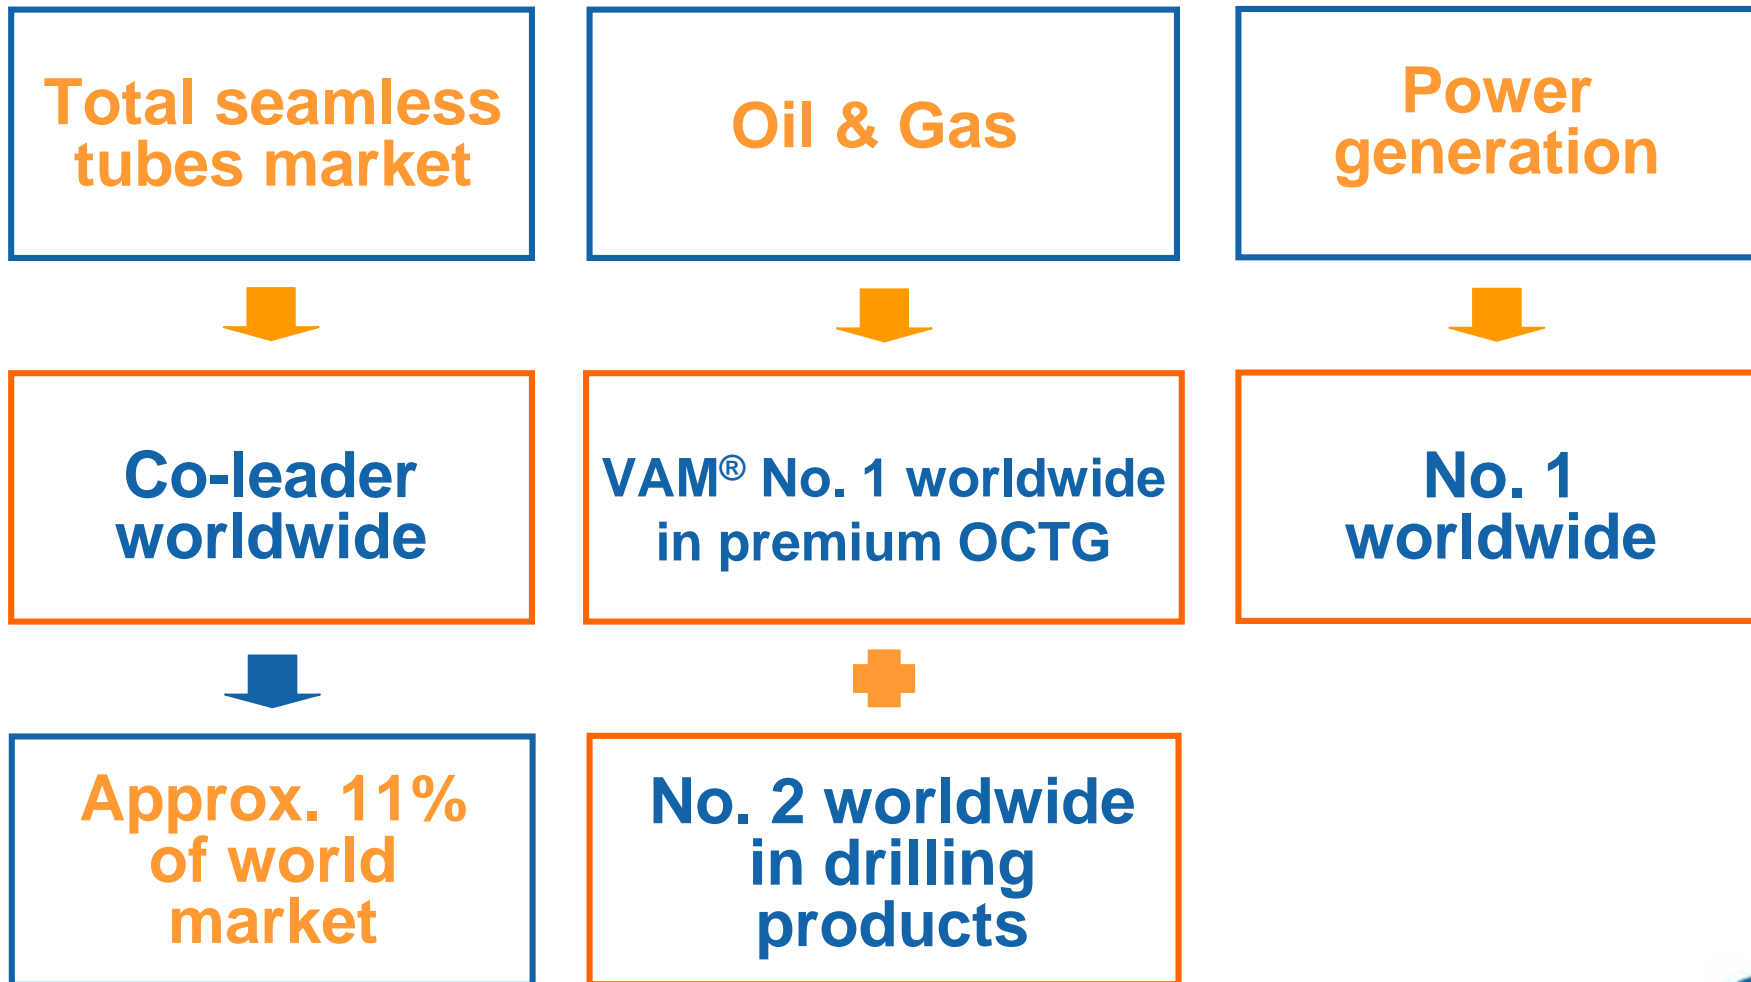 Total seamless
tubes market
Oil & Gas
Power
generation
Co-leader
worldwide
VAM® No. 1 worldwide
in premium OCTG
No. 1
worldwide
Approx. 11%
of world
market
No. 2 worldwide
in drilling
products